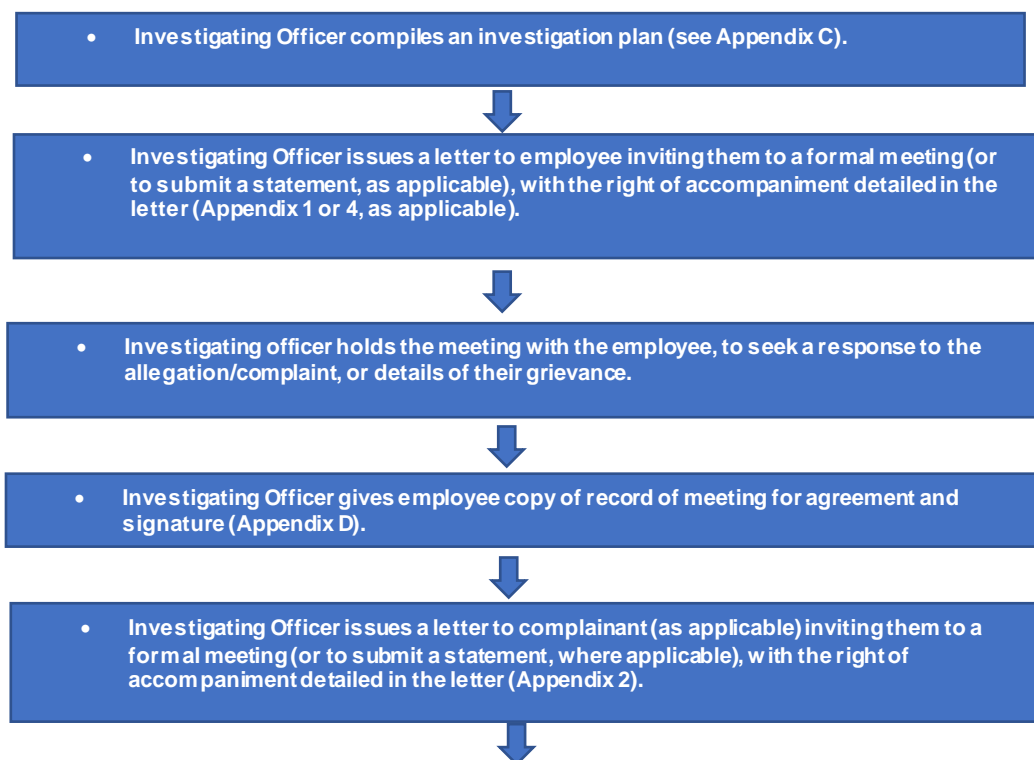 • Investigating Officer compiles an investigation plan (see Appendix C).
• Investigating Officer issues a letter to employee inviting them to a formal meeting (or
to submit a statement, as applicable), with the right of accompaniment detailed in the
letter (Appendix 1 or 4, as applicable).
• Investigating officer holds the meeting with the employee, to seek a response to the
allegation/complaint, or details of their grievance.
• Investigating Officer gives employee copy of record of meeting for agreement and
signature (Appendix D).
• Investigating Officer issues a letter to complainant (as applicable) inviting them to a
formal meeting (or to submit a statement, where applicable), with the right of
accompaniment detailed in the letter (Appendix 2).